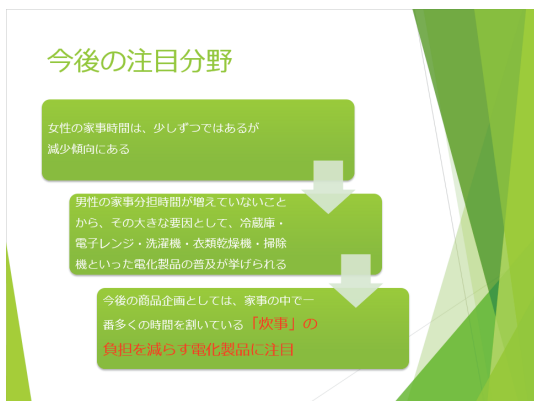 今後の注目分野
女性の家事時間は、少しずつではあるが
減少傾向にある
男性の家事分担時間が増えていないこと
から、その大きな要因として、冷蔵庫・
電子レンジ・洗濯機・衣類乾燥機・掃除
機といった電化製品の普及が挙げられる
今後の商品企画としては、家事の中で一
番多くの時間を割いている「炊事」の
負担を減らす電化製品に注目